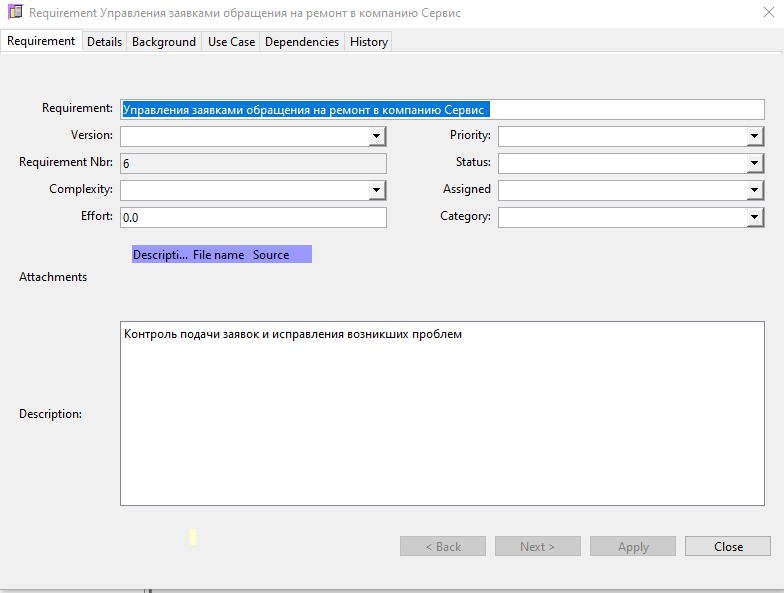 Requirement Управления заявками обращения на ремонт в компанию Сервис
Requirement Details Background Use Case Dependencies History
Requirement: Управления заявками обращения на ремонт в компанию Сервис
Version: Priority:
Requirement Nbr: 6 Status:
Complexity: Assigned
Effort: 0.0 Category:
Descripti... File name Source
Attachments
Контроль подачи заявок и исправления возникших проблем
Description:
< Back Next > Apply Close